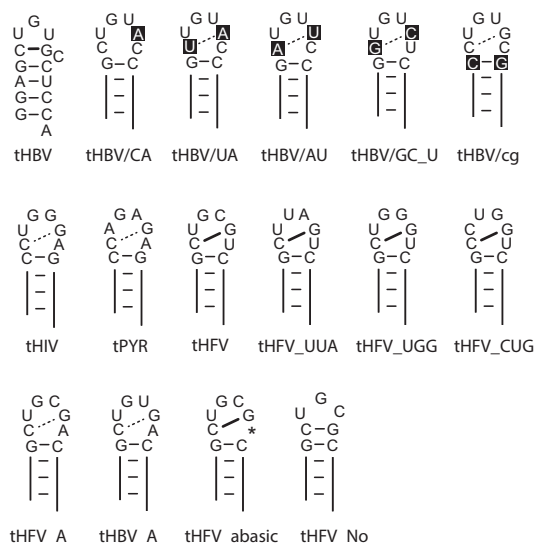 G
U U
C G
G C
A C
G U
G C
C
A
tHBV
G U
U A
C C
G C
tHBV/CA
G U
U A
U C
G C
tHBV/UA
G U
U U
A C
G C
tHBV/AU
G U
U C
G U
G C
tHBV/GC_U
G U
U G
C C
C G
tHBV/cg
G G
U G
C A
C G
tHIV
G A
A G
C A
C G
tPYR
G C
U G
C U
G C
tHFV
U A
U G
C U
G C
tHFV_UUA
G G
U G
C U
G C
tHFV_UGG
U G
C G
C U
G C
tHFV_CUG
G C
U G
C A
G C
tHFV_A
G U
U G
C A
G C
tHBV_A
G C
U G
C *
G C
tHFV_abasic
G
U C
C G
G C
tHFV_No